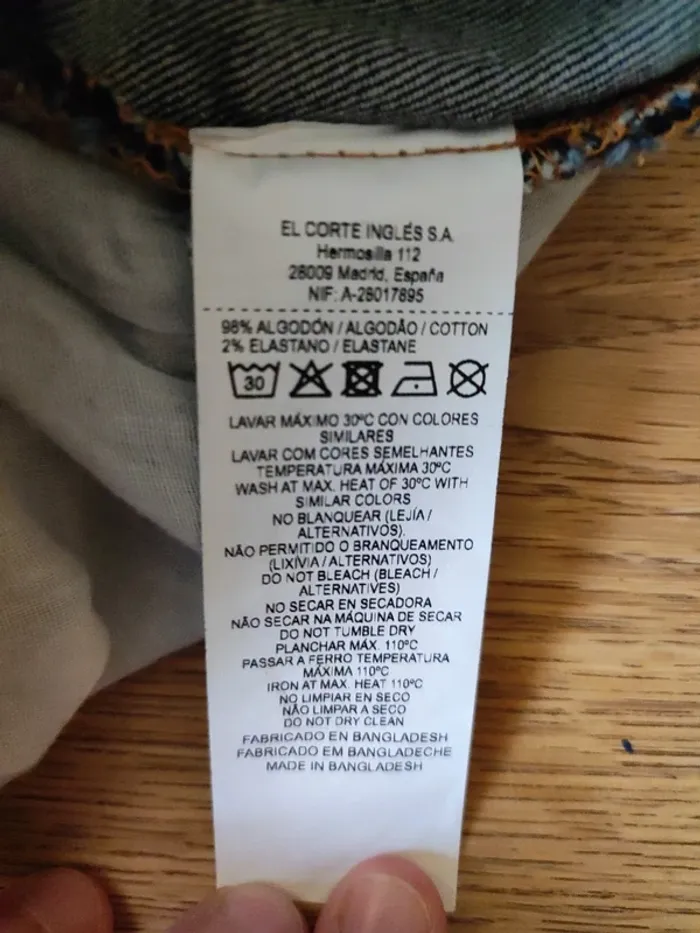 EL CORTE INGLÉS S.A.
Hermosilla 112
28009 Madrid, España
NIF: A-28017895
98% ALGODÓN / ALGODÃO / COTTON
2% ELASTANO / ELASTANE
30
LAVAR MÁXIMO 30ºC CON COLORES
SIMILARES
LAVAR COM CORES SEMELHANTES
TEMPERATURA MÁXIMA 30ºC
WASH AT MAX. HEAT OF 30ºC WITH
SIMILAR COLORS
NO BLANQUEAR (LEJÍA /
ALTERNATIVOS).
NÃO PERMITIDO O BRANQUEAMENTO
(LIXÍVIA / ALTERNATIVOS)
DO NOT BLEACH (BLEACH /
ALTERNATIVES)
NO SECAR EN SECADORA
NÃO SECAR NA MÁQUINA DE SECAR
DO NOT TUMBLE DRY
PLANCHAR MAX. 110ºC
PASSAR A FERRO TEMPERATURA
MÁXIMA 110ºC
IRON AT MAX. HEAT 110ºC
NO LIMPIAR EN SECO
NÃO LIMPAR A SECO
DO NOT DRY CLEAN
FABRICADO EN BANGLADESH
FABRICADO EM BANGLADECHE
MADE IN BANGLADESH